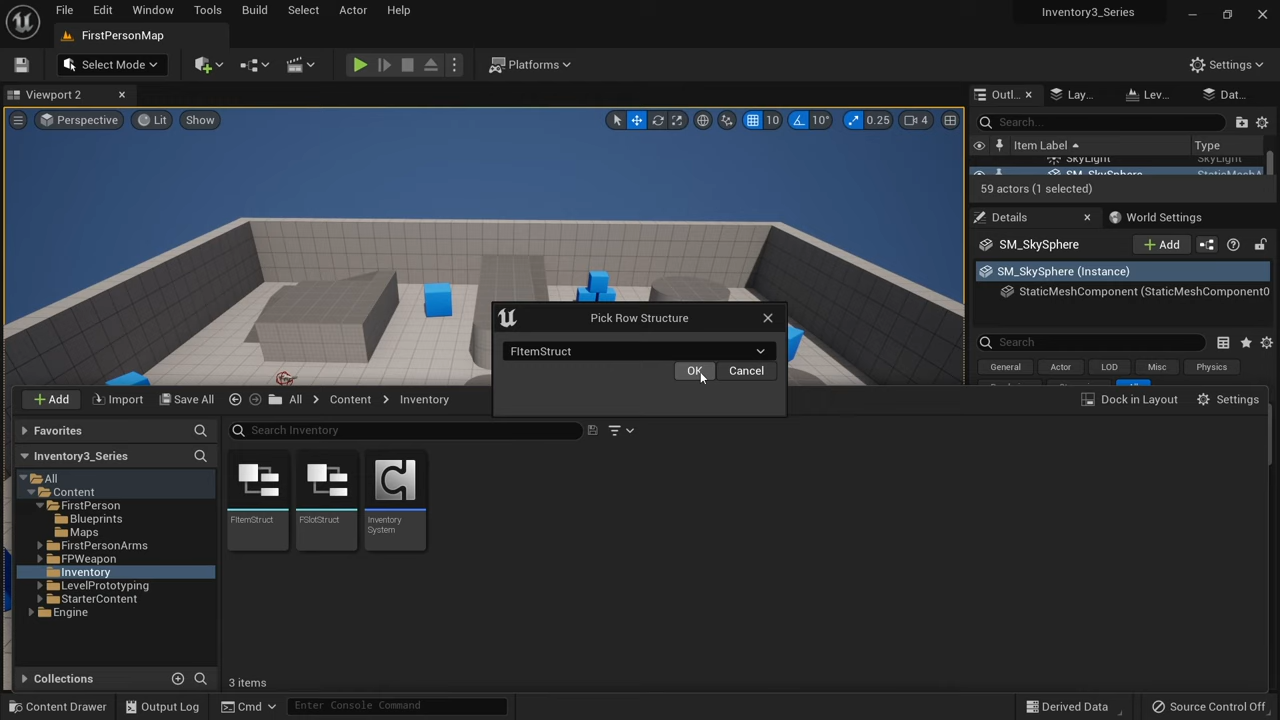 File Edit Window Tools Build Select Actor Help
Inventory3_Series
FirstPersonMap
Select Mode
Platforms
Settings
Viewport 2
Outl...
Lay...
Lev...
Dat...
Perspective
Lit
Show
10
10°
0.25
4
Search...
Item Label
Type
SkyLight
SkyLight
SM_SkySphere
StaticMeshA
59 actors (1 selected)
Details
World Settings
SM_SkySphere
Add
SM_SkySphere (Instance)
StaticMeshComponent (StaticMeshComponent0
Search
General
Actor
LOD
Misc
Physics
Pick Row Structure
FItemStruct
OK
Cancel
Add
Import
Save All
All
Content
Inventory
Dock in Layout
Settings
Favorites
Search Inventory
Inventory3_Series
All
Content
FirstPerson
Blueprints
Maps
FirstPersonArms
FPWeapon
Inventory
LevelPrototyping
StarterContent
Engine
FItemStruct
FSlotStruct
Inventory
System
Collections
3 items
Content Drawer
Output Log
Cmd
Enter Console Command
Derived Data
Source Control Off